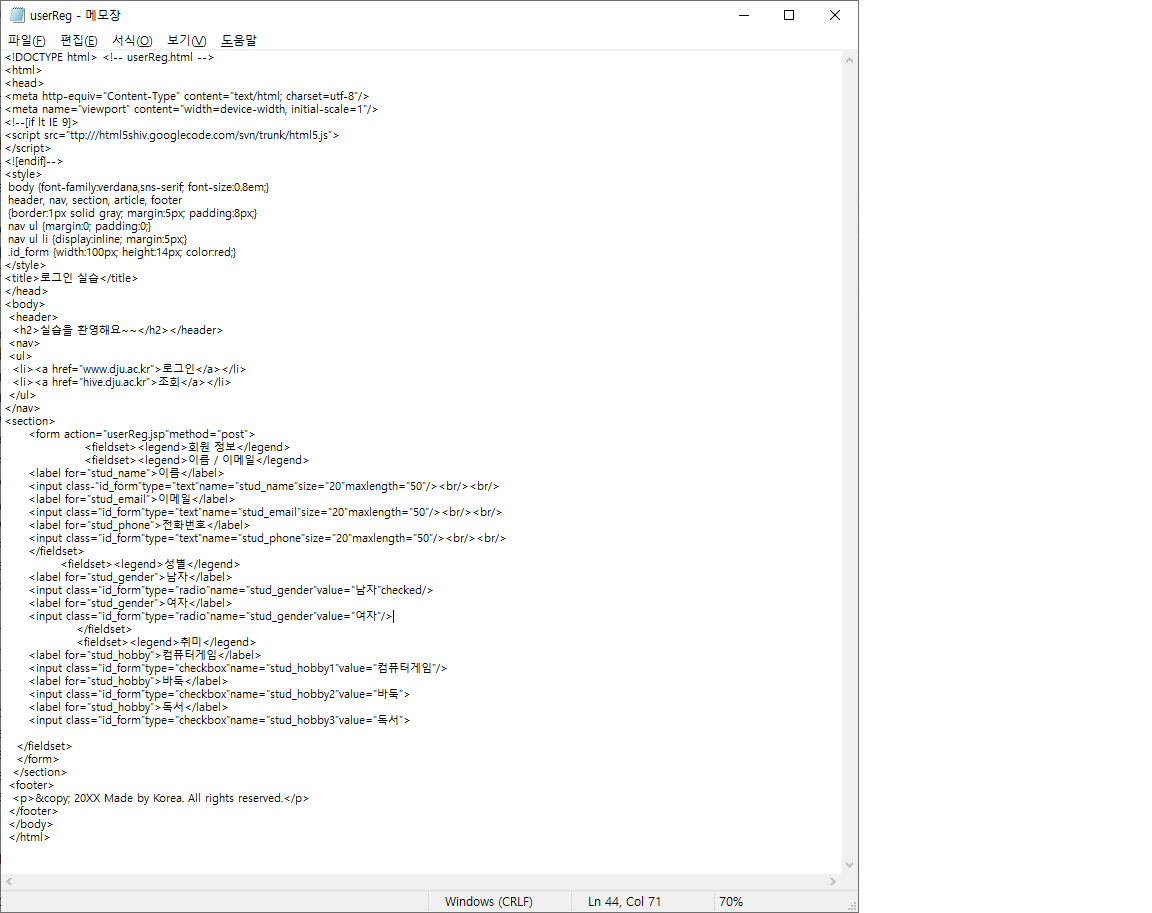 userReg - 메모장
파일(F) 편집(E) 서식(O) 보기(V) 도움말
<!DOCTYPE html> <!-- userReg.html -->
<html>
<head>
<meta http-equiv="Content-Type" content="text/html; charset=utf-8"/>
<meta name="viewport" content="width=device-width, initial-scale=1"/>
<!--[if lt IE 9]>
<script src="ttp:///html5shiv.googlecode.com/svn/trunk/html5.js">
</script>
<![endif]-->
<style>
body {font-family:verdana,sns-serif; font-size:0.8em;}
header, nav, section, article, footer
{border:1px solid gray; margin:5px; padding:8px;}
nav ul {margin:0; padding:0;}
nav ul li {display:inline; margin:5px;}
.id_form {width:100px; height:14px; color:red;}
</style>
<title>로그인 실습</title>
</head>
<body>
<header>
<h2>실습을 환영해요~~</h2></header>
<nav>
<ul>
<li><a href="www.dju.ac.kr">로그인</a></li>
<li><a href="hive.dju.ac.kr">조회</a></li>
</ul>
</nav>
<section>
<form action="userReg.jsp"method="post">
<fieldset><legend>회원 정보</legend>
<fieldset><legend>이름 / 이메일</legend>
<label for="stud_name">이름</label>
<input class-"id_form"type="text"name="stud_name"size="20"maxlength="50"/><br/><br/>
<label for="stud_email">이메일</label>
<input class="id_form"type="text"name="stud_email"size="20"maxlength="50"/><br/><br/>
<label for="stud_phone">전화번호</label>
<input class="id_form"type="text"name="stud_phone"size="20"maxlength="50"/><br/><br/>
</fieldset>
<fieldset><legend>성별</legend>
<label for="stud_gender">남자</label>
<input class="id_form"type="radio"name="stud_gender"value="남자"checked/>
<label for="stud_gender">여자</label>
<input class="id_form"type="radio"name="stud_gender"value="여자"/>
</fieldset>
<fieldset><legend>취미</legend>
<label for="stud_hobby">컴퓨터게임</label>
<input class="id_form"type="checkbox"name="stud_hobby1"value="컴퓨터게임"/>
<label for="stud_hobby">바둑</label>
<input class="id_form"type="checkbox"name="stud_hobby2"value="바둑">
<label for="stud_hobby">독서</label>
<input class="id_form"type="checkbox"name="stud_hobby3"value="독서">
</fieldset>
</form>
</section>
<footer>
<p>&copy; 20XX Made by Korea. All rights reserved.</p>
</footer>
</body>
</html>
Windows (CRLF) Ln 44, Col 71 70%